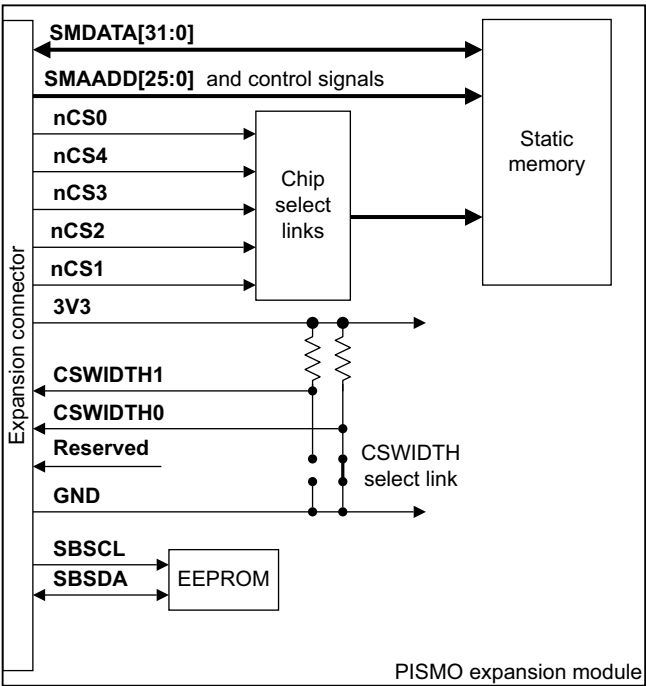 SMDATA[31:0]
SMAADD[25:0] and control signals
nCS0
nCS4
nCS3
nCS2
nCS1
Chip
select
links
Static
memory
3V3
Expansion connector
CSWIDTH1
CSWIDTH0
Reserved
GND
CSWIDTH
select link
SBSCL
SBSDA
EEPROM
PISMO expansion module